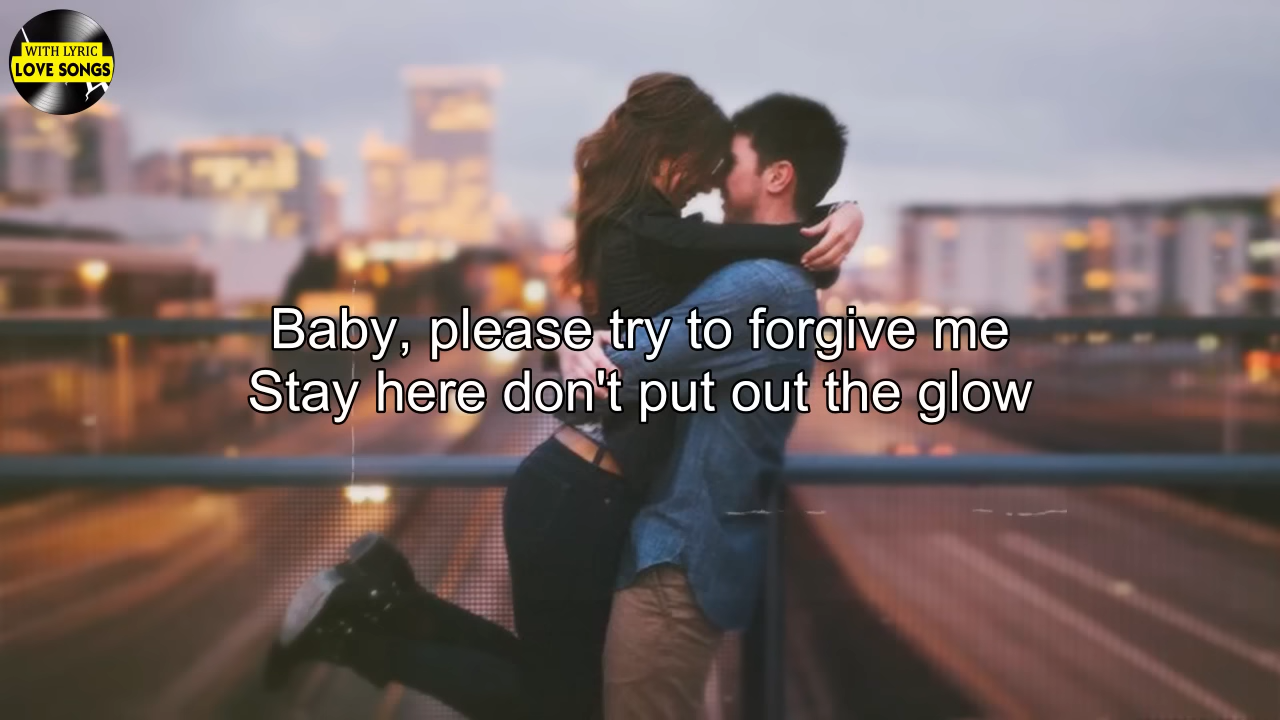 WITH LYRIC
LOVE SONGS
Baby, please try to forgive me
Stay here don't put out the glow